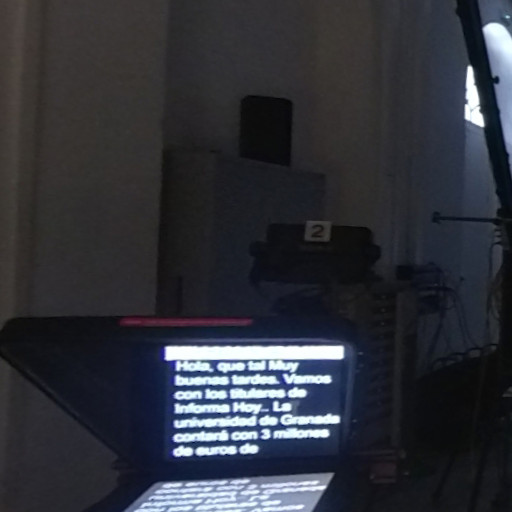 2
Hola, que tal Muy
buenas tardes. Vamos
con los titulares de
Informa Hoy.. La
universidad de Granada
contará con 3 millones
de euros de